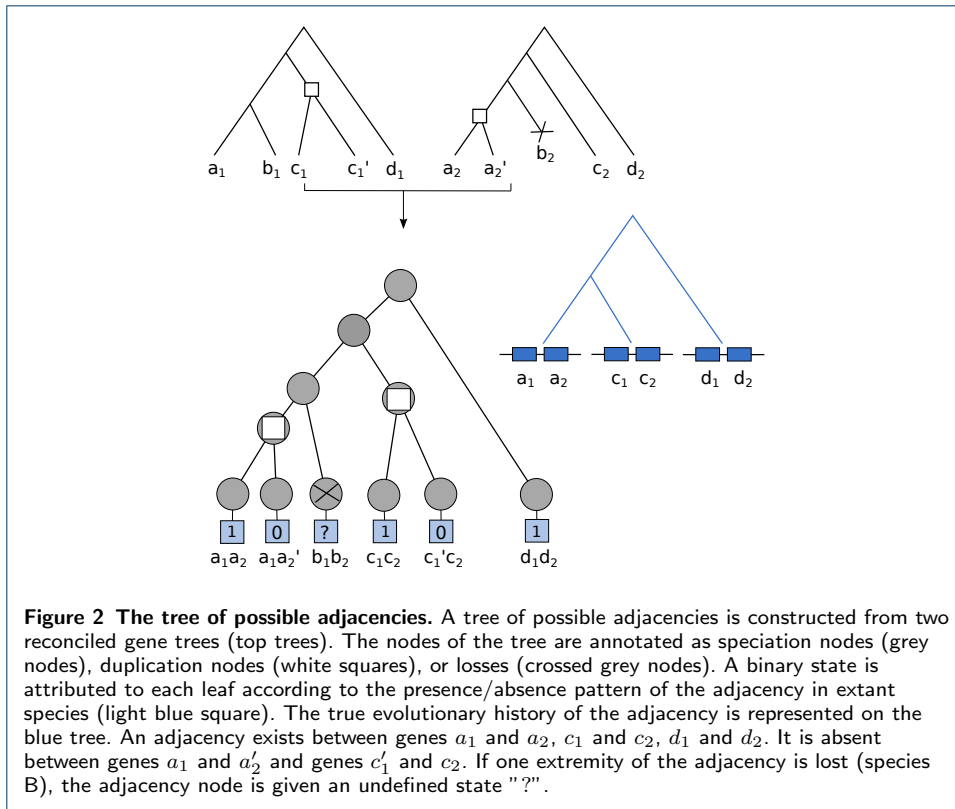 a₁ b₁ c₁ c₁' d₁ a₂ a₂' b₂ c₂ d₂
a₁ a₂ c₁ c₂ d₁ d₂
1 0 ? 1 0 1
a₁a₂ a₁a₂' b₁b₂ c₁c₂ c₁'c₂ d₁d₂
Figure 2 The tree of possible adjacencies. A tree of possible adjacencies is constructed from two
reconciled gene trees (top trees). The nodes of the tree are annotated as speciation nodes (grey
nodes), duplication nodes (white squares), or losses (crossed grey nodes). A binary state is
attributed to each leaf according to the presence/absence pattern of the adjacency in extant
species (light blue square). The true evolutionary history of the adjacency is represented on the
blue tree. An adjacency exists between genes a₁ and a₂, c₁ and c₂, d₁ and d₂. It is absent
between genes a₁ and a₂′ and genes c₁′ and c₂. If one extremity of the adjacency is lost (species
B), the adjacency node is given an undefined state "?".